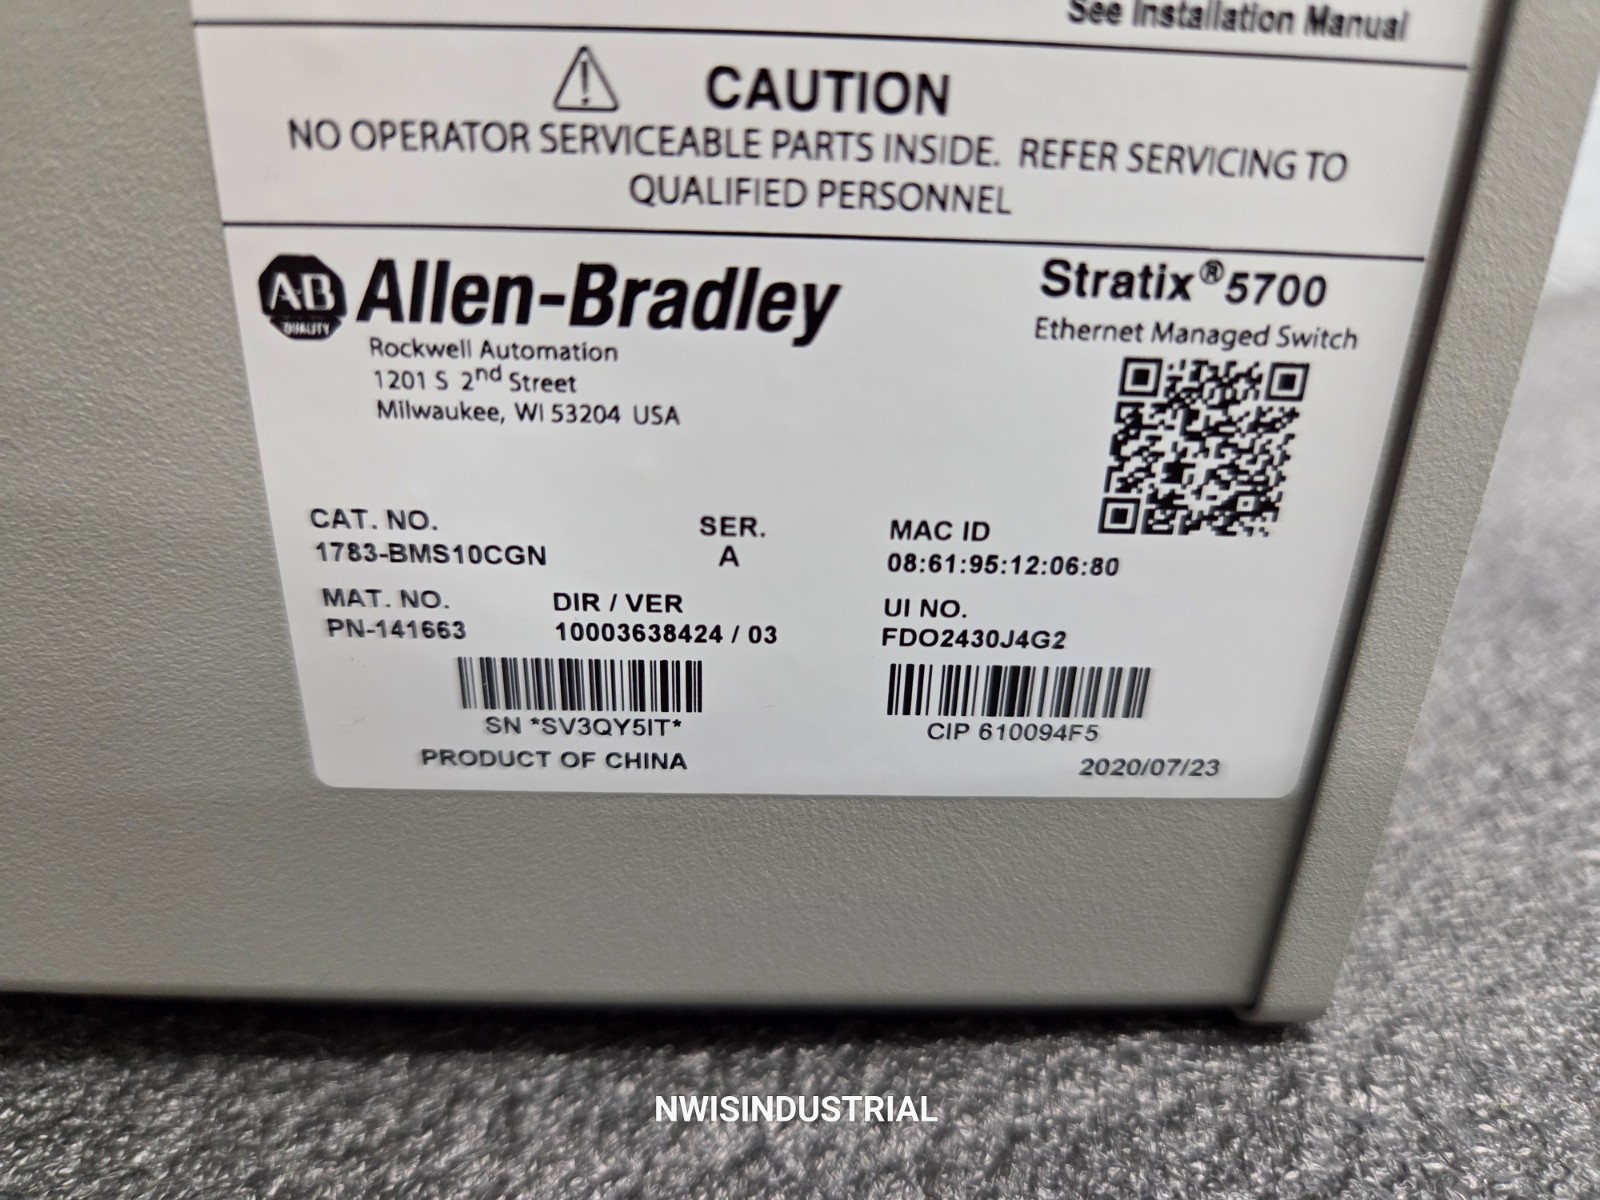 See Installation Manual
CAUTION
NO OPERATOR SERVICEABLE PARTS INSIDE. REFER SERVICING TO
QUALIFIED PERSONNEL
AB
QUALITY
Allen-Bradley
Rockwell Automation
1201 S 2nd Street
Milwaukee, WI 53204 USA
Stratix®5700
Ethernet Managed Switch
CAT. NO.
1783-BMS10CGN
SER.
A
MAC ID
08:61:95:12:06:80
MAT. NO.
PN-141663
DIR / VER
10003638424 / 03
UI NO.
FDO2430J4G2
SN *SV3QY5IT*
CIP 610094F5
PRODUCT OF CHINA
2020/07/23
NWISINDUSTRIAL